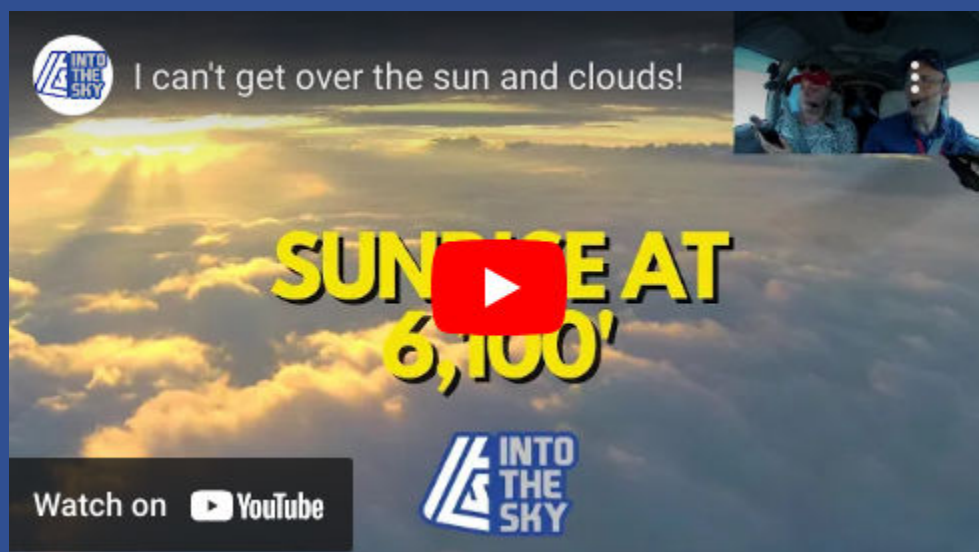 INTO
THE
SKY
I can't get over the sun and clouds!
SUNRISE AT
6,100'
INTO
THE
SKY
Watch on YouTube